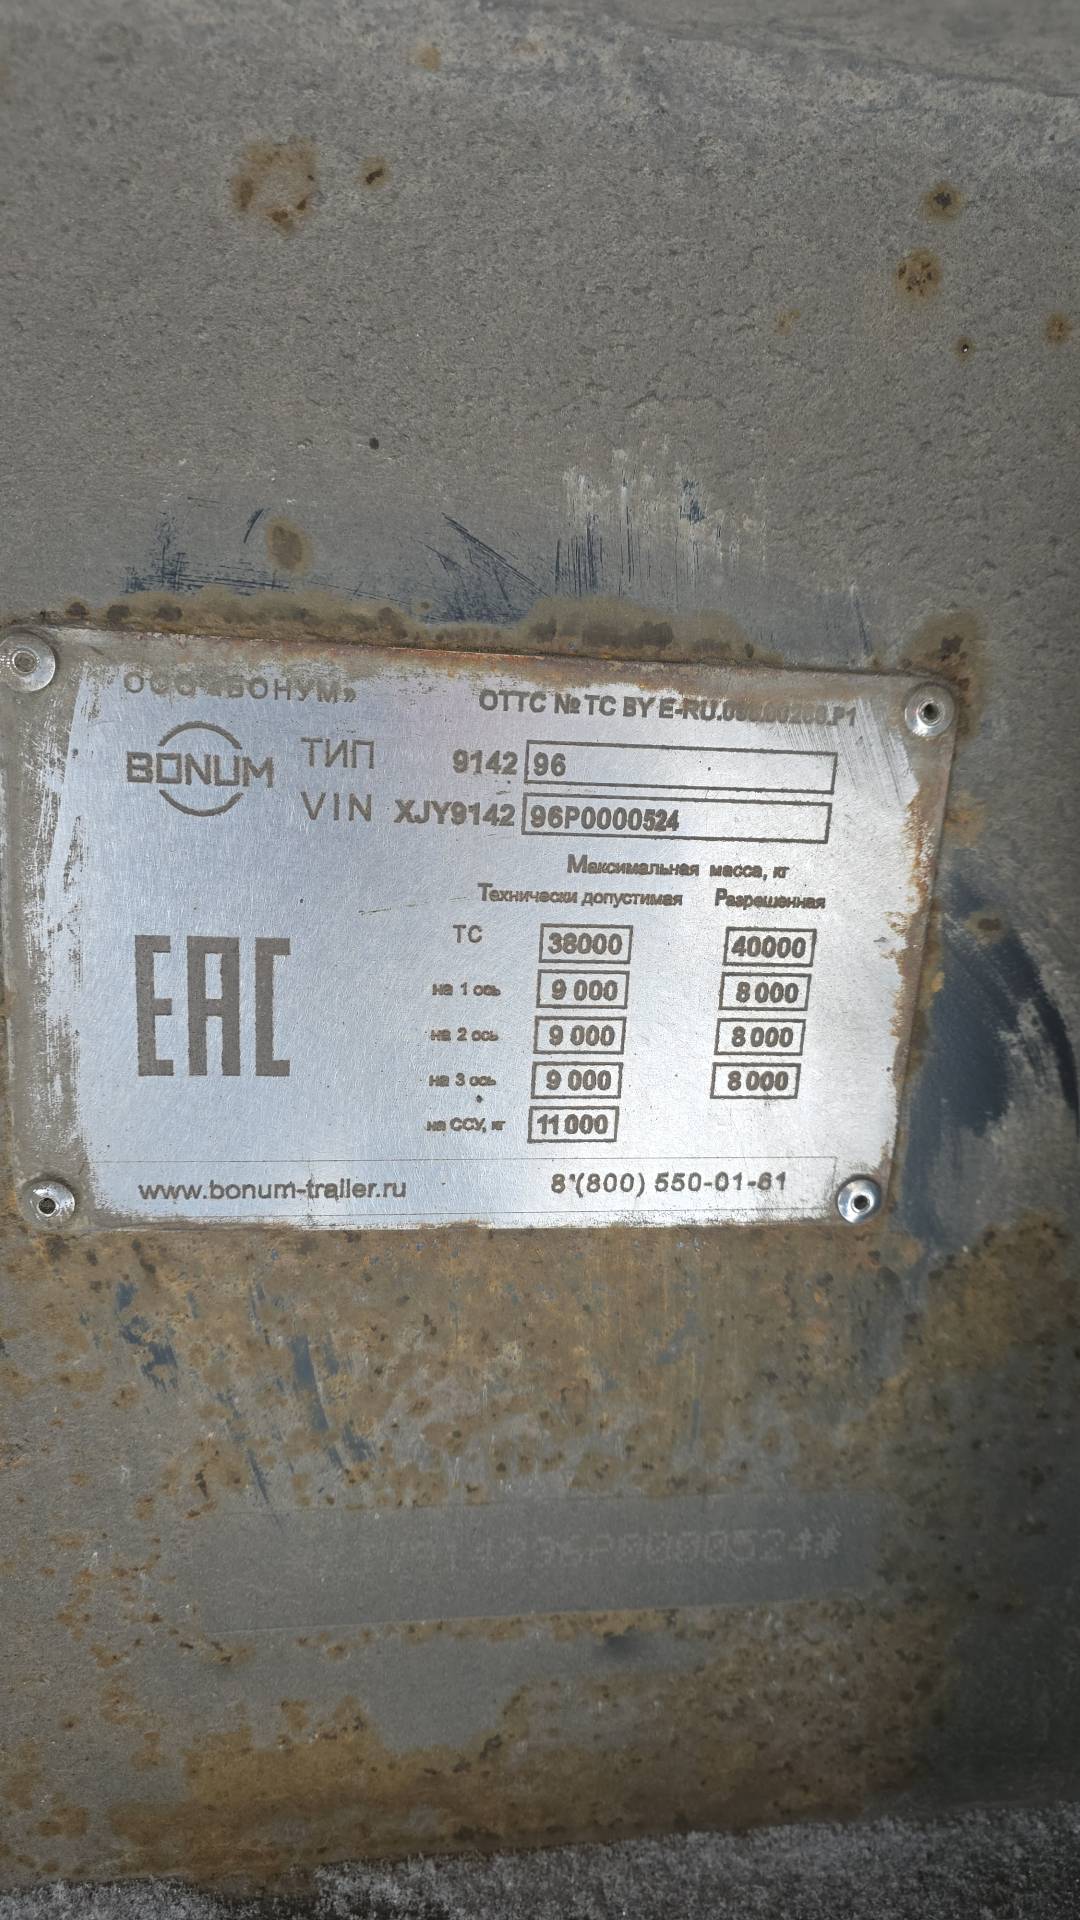 ООО «БОНУМ»
ОТТС № ТС BY E-RU.
BONUM
ТИП 9142 96
VIN XJY9142 96P0000524
Максимальная масса, кг
Технически допустимая Разрешенная
ТС 38000 40000
на 1 ось 9 000 8 000
на 2 ось 9 000 8 000
на 3 ось 9 000 8 000
на ССУ, кг 11 000
EAC
www.bonum-trailer.ru 8 (800) 550-01-61